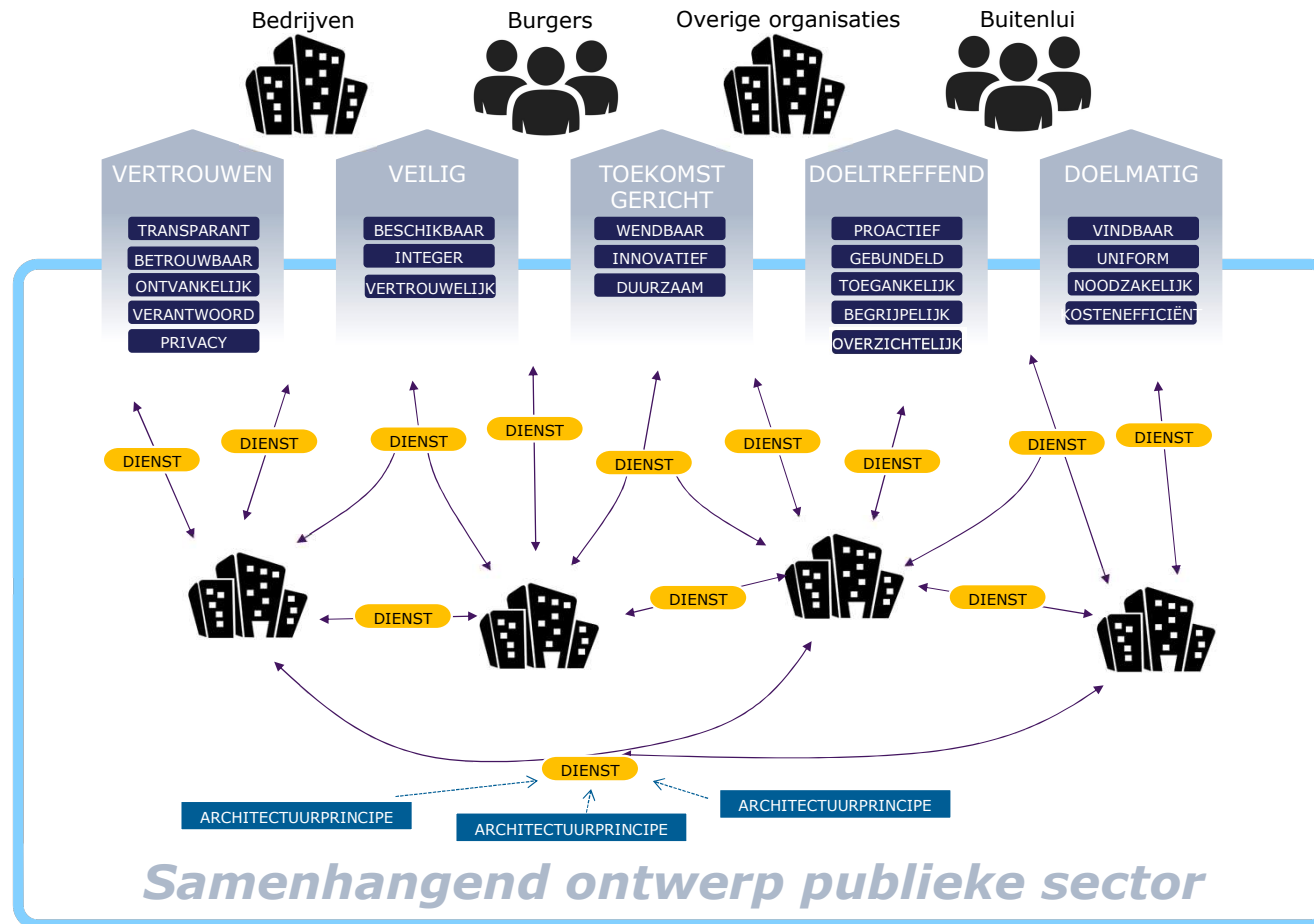 Bedrijven
Burgers
Overige organisaties
Buitenlui
VERTROUWEN
TRANSPARANT
BETROUWBAAR
ONTVANKELIJK
VERANTWOORD
PRIVACY
VEILIG
BESCHIKBAAR
INTEGER
VERTROUWELIJK
TOEKOMST
GERICHT
WENDBAAR
INNOVATIEF
DUURZAAM
DOELTREFFEND
PROACTIEF
GEBUNDELD
TOEGANKELIJK
BEGRIJPELIJK
OVERZICHTELIJK
DOELMATIG
VINDBAAR
UNIFORM
NOODZAKELIJK
KOSTENEFFICIËNT
DIENST
DIENST
DIENST
DIENST
DIENST
DIENST
DIENST
DIENST
DIENST
DIENST
DIENST
DIENST
DIENST
ARCHITECTUURPRINCIPE
ARCHITECTUURPRINCIPE
ARCHITECTUURPRINCIPE
Samenhangend ontwerp publieke sector